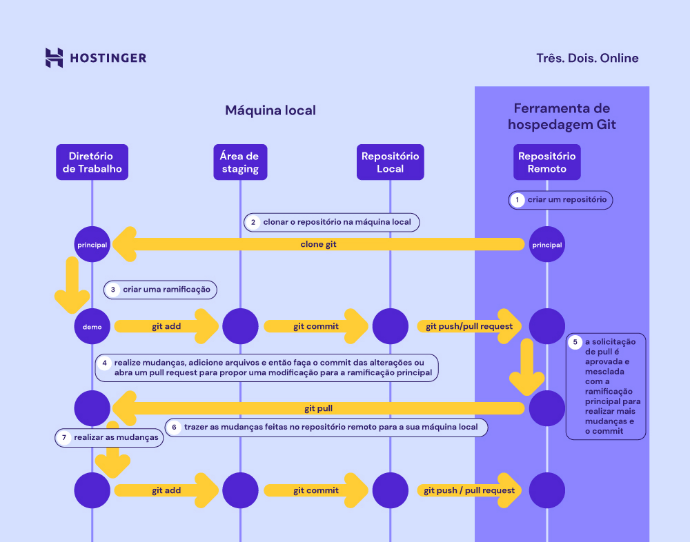 HOSTINGER
Três. Dois. Online
Máquina local
Ferramenta de
hospedagem Git
Diretório
de Trabalho
Área de
staging
Repositório
Local
Repositório
Remoto
1 criar um repositório
2 clonar o repositório na máquina local
principal
clone git
principal
3 criar uma ramificação
demo
git add
git commit
git push/pull request
4 realize mudanças, adicione arquivos e então faça o commit das alterações ou
abra um pull request para propor uma modificação para a ramificação principal
5 a solicitação
de pull é
aprovada e
mesclada
com a
ramificação
principal para
realizar mais
mudanças e
o commit
git pull
6 trazer as mudanças feitas no repositório remoto para a sua máquina local
7 realizar as mudanças
git add
git commit
git push / pull request